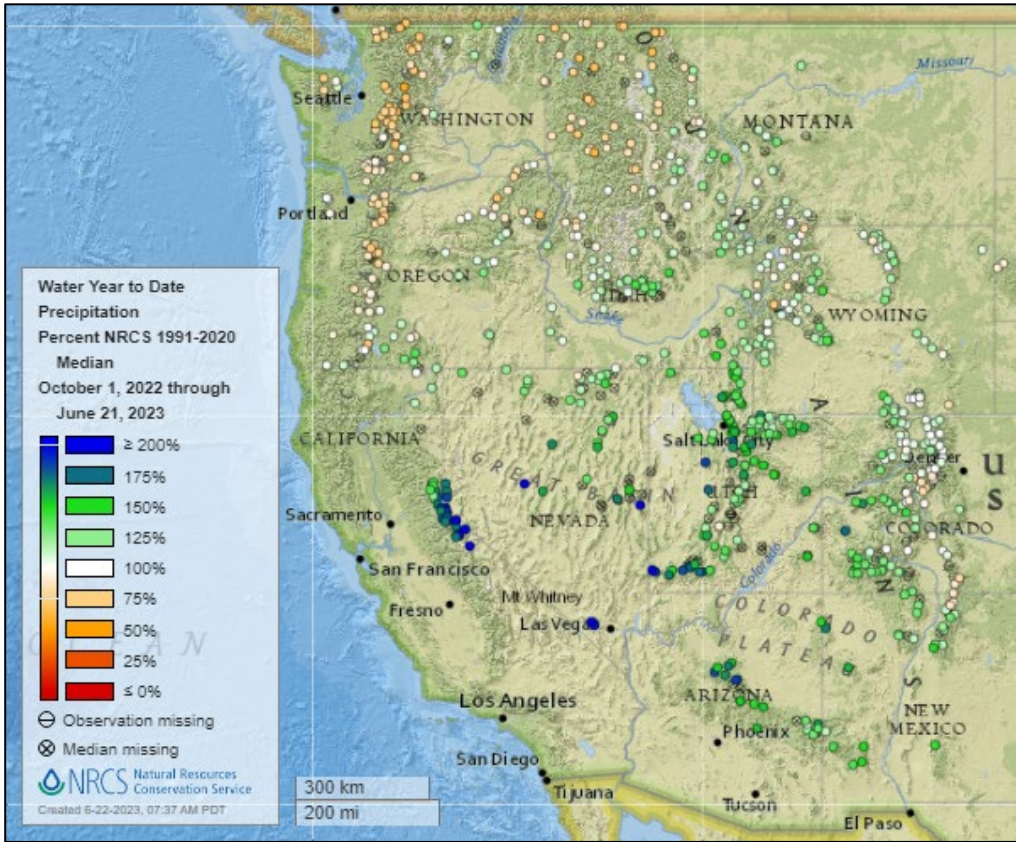 Missouri
Seattle
WASHINGTON
MONTANA
Portland
OREGON
IDAHO
Snake
WYOMING
Water Year to Date
Precipitation
Percent NRCS 1991-2020
Median
October 1, 2022 through
June 21, 2023
≥ 200%
175%
150%
125%
100%
75%
50%
25%
≤ 0%
Observation missing
Median missing
NRCS Natural Resources
Conservation Service
Created 6-22-2023, 07:37 AM PDT
CALIFORNIA
Salt Lake City
GREAT BASIN
UTAH
NEVADA
Denver
US
COLORADO
Sacramento
San Francisco
Colorado
Fresno
Mt Whitney
Las Vegas
COLORADO
PLATEAU
OCEAN
Los Angeles
ARIZONA
NEW
MEXICO
Phoenix
San Diego
Tijuana
Tucson
El Paso
300 km
200 mi